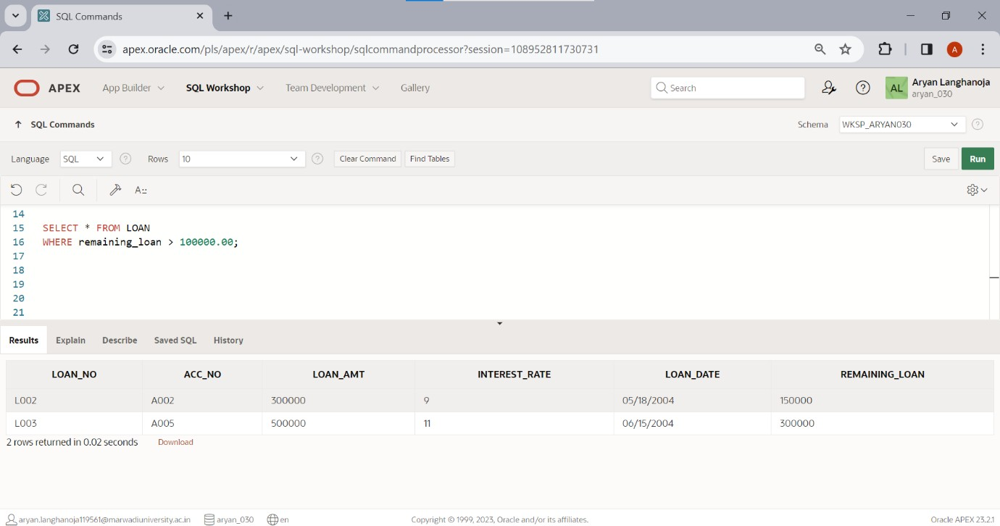 SQL Commands
apex.oracle.com/pls/apex/r/apex/sql-workshop/sqlcommandprocessor?session=108952811730731
A
APEX App Builder SQL Workshop Team Development Gallery Search AL Aryan Langhanoja
aryan_030
SQL Commands Schema WKSP_ARYAN030
Language SQL Rows 10 Clear Command Find Tables Save Run
A::
14
15 SELECT * FROM LOAN
16 WHERE remaining_loan > 100000.00;
17
18
19
20
21
Results Explain Describe Saved SQL History
LOAN_NO ACC_NO LOAN_AMT INTEREST_RATE LOAN_DATE REMAINING_LOAN
L002 A002 300000 9 05/18/2004 150000
L003 A005 500000 11 06/15/2004 300000
2 rows returned in 0.02 seconds Download
aryan.langhanoja119561@marwadiuniversity.ac.in aryan_030 en Copyright © 1999, 2023, Oracle and/or its affiliates. Oracle APEX 23.2.1